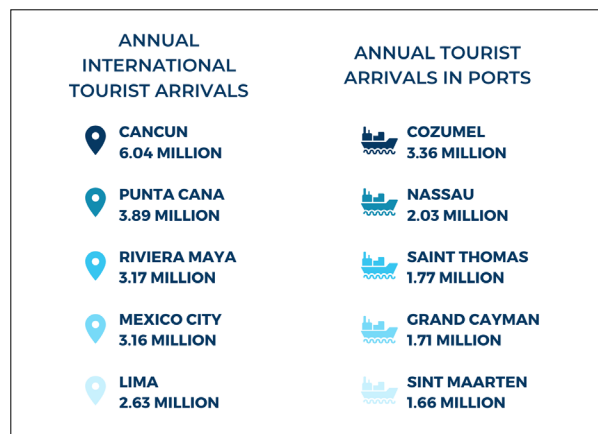 ANNUAL
INTERNATIONAL
TOURIST ARRIVALS
CANCUN
6.04 MILLION
PUNTA CANA
3.89 MILLION
RIVIERA MAYA
3.17 MILLION
MEXICO CITY
3.16 MILLION
LIMA
2.63 MILLION
ANNUAL TOURIST
ARRIVALS IN PORTS
COZUMEL
3.36 MILLION
NASSAU
2.03 MILLION
SAINT THOMAS
1.77 MILLION
GRAND CAYMAN
1.71 MILLION
SINT MAARTEN
1.66 MILLION